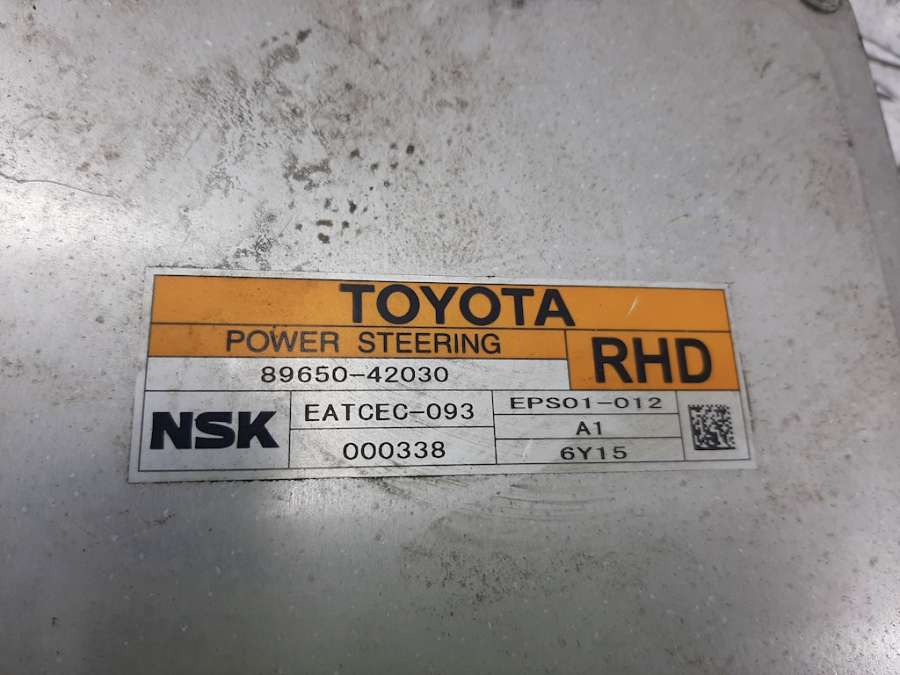 TOYOTA
POWER STEERING
RHD
89650-42030
NSK
EATCEC-093
EPS01-012
A1
000338
6Y15